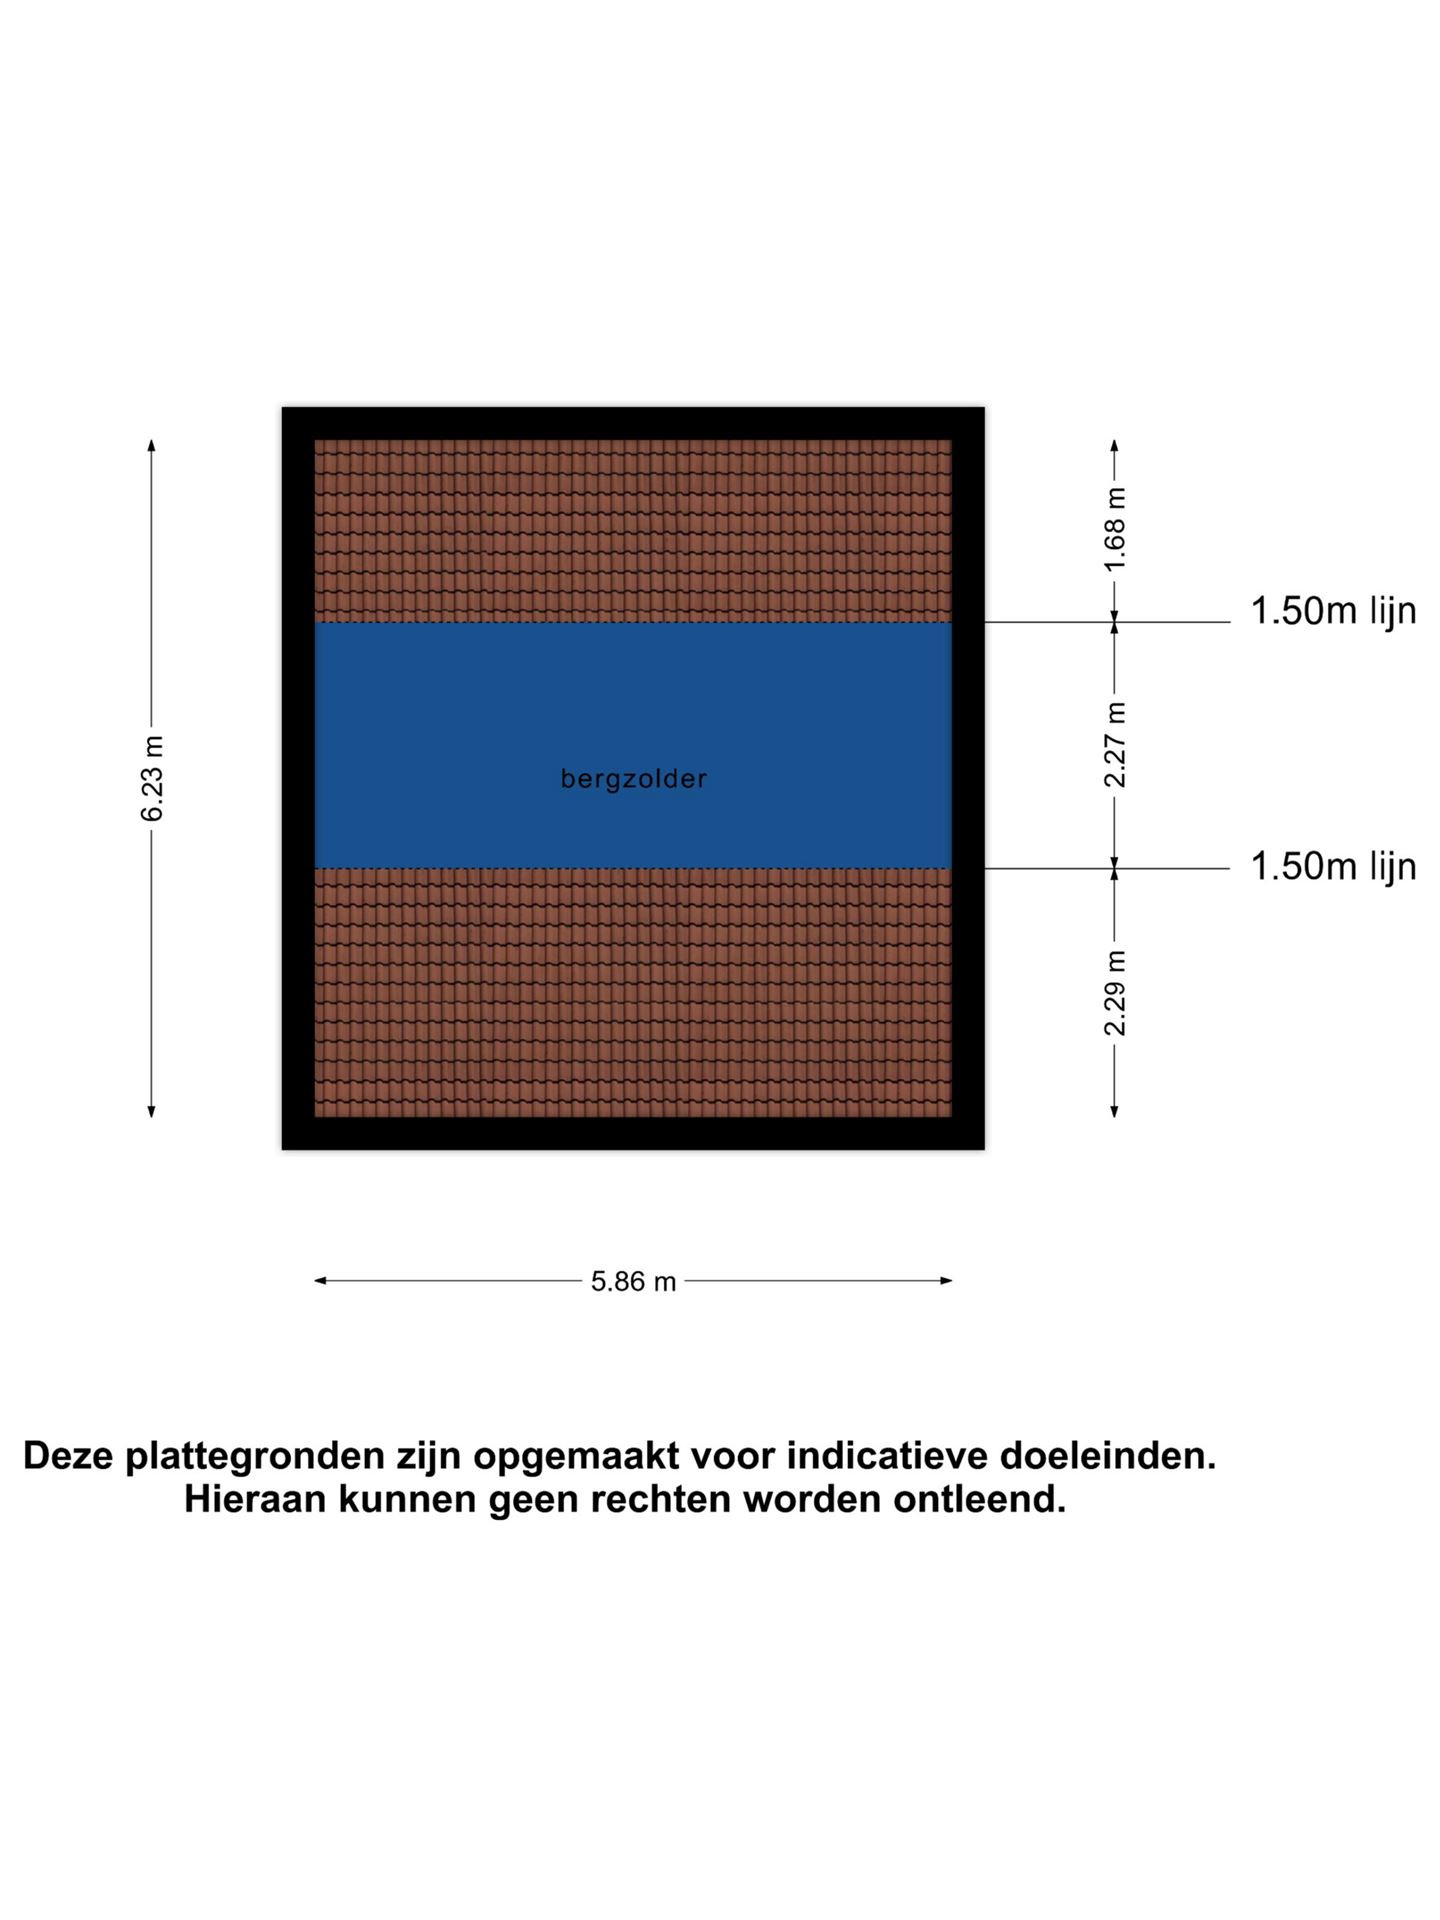 1.68 m
1.50m lijn
2.27 m
6.23 m
bergzolder
1.50m lijn
2.29 m
5.86 m
Deze plattegronden zijn opgemaakt voor indicatieve doeleinden.
Hieraan kunnen geen rechten worden ontleend.